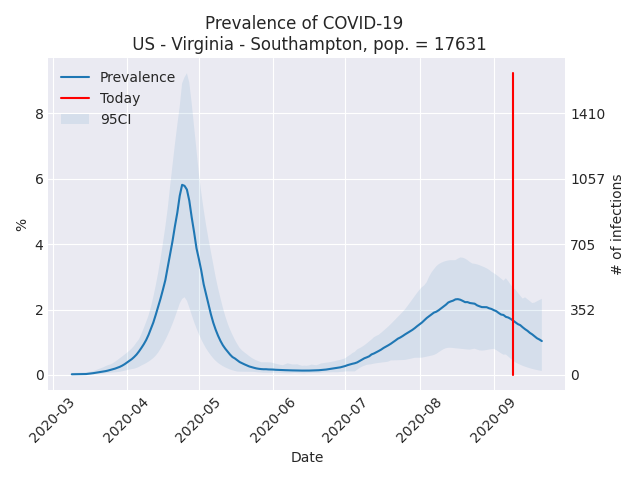 Prevalence of COVID-19
US - Virginia - Southampton, pop. = 17631
Prevalence
Today
95CI
%
8
6
4
2
0
1410
1057
705
352
0
# of infections
2020-03
2020-04
2020-05
2020-06
2020-07
2020-08
2020-09
Date